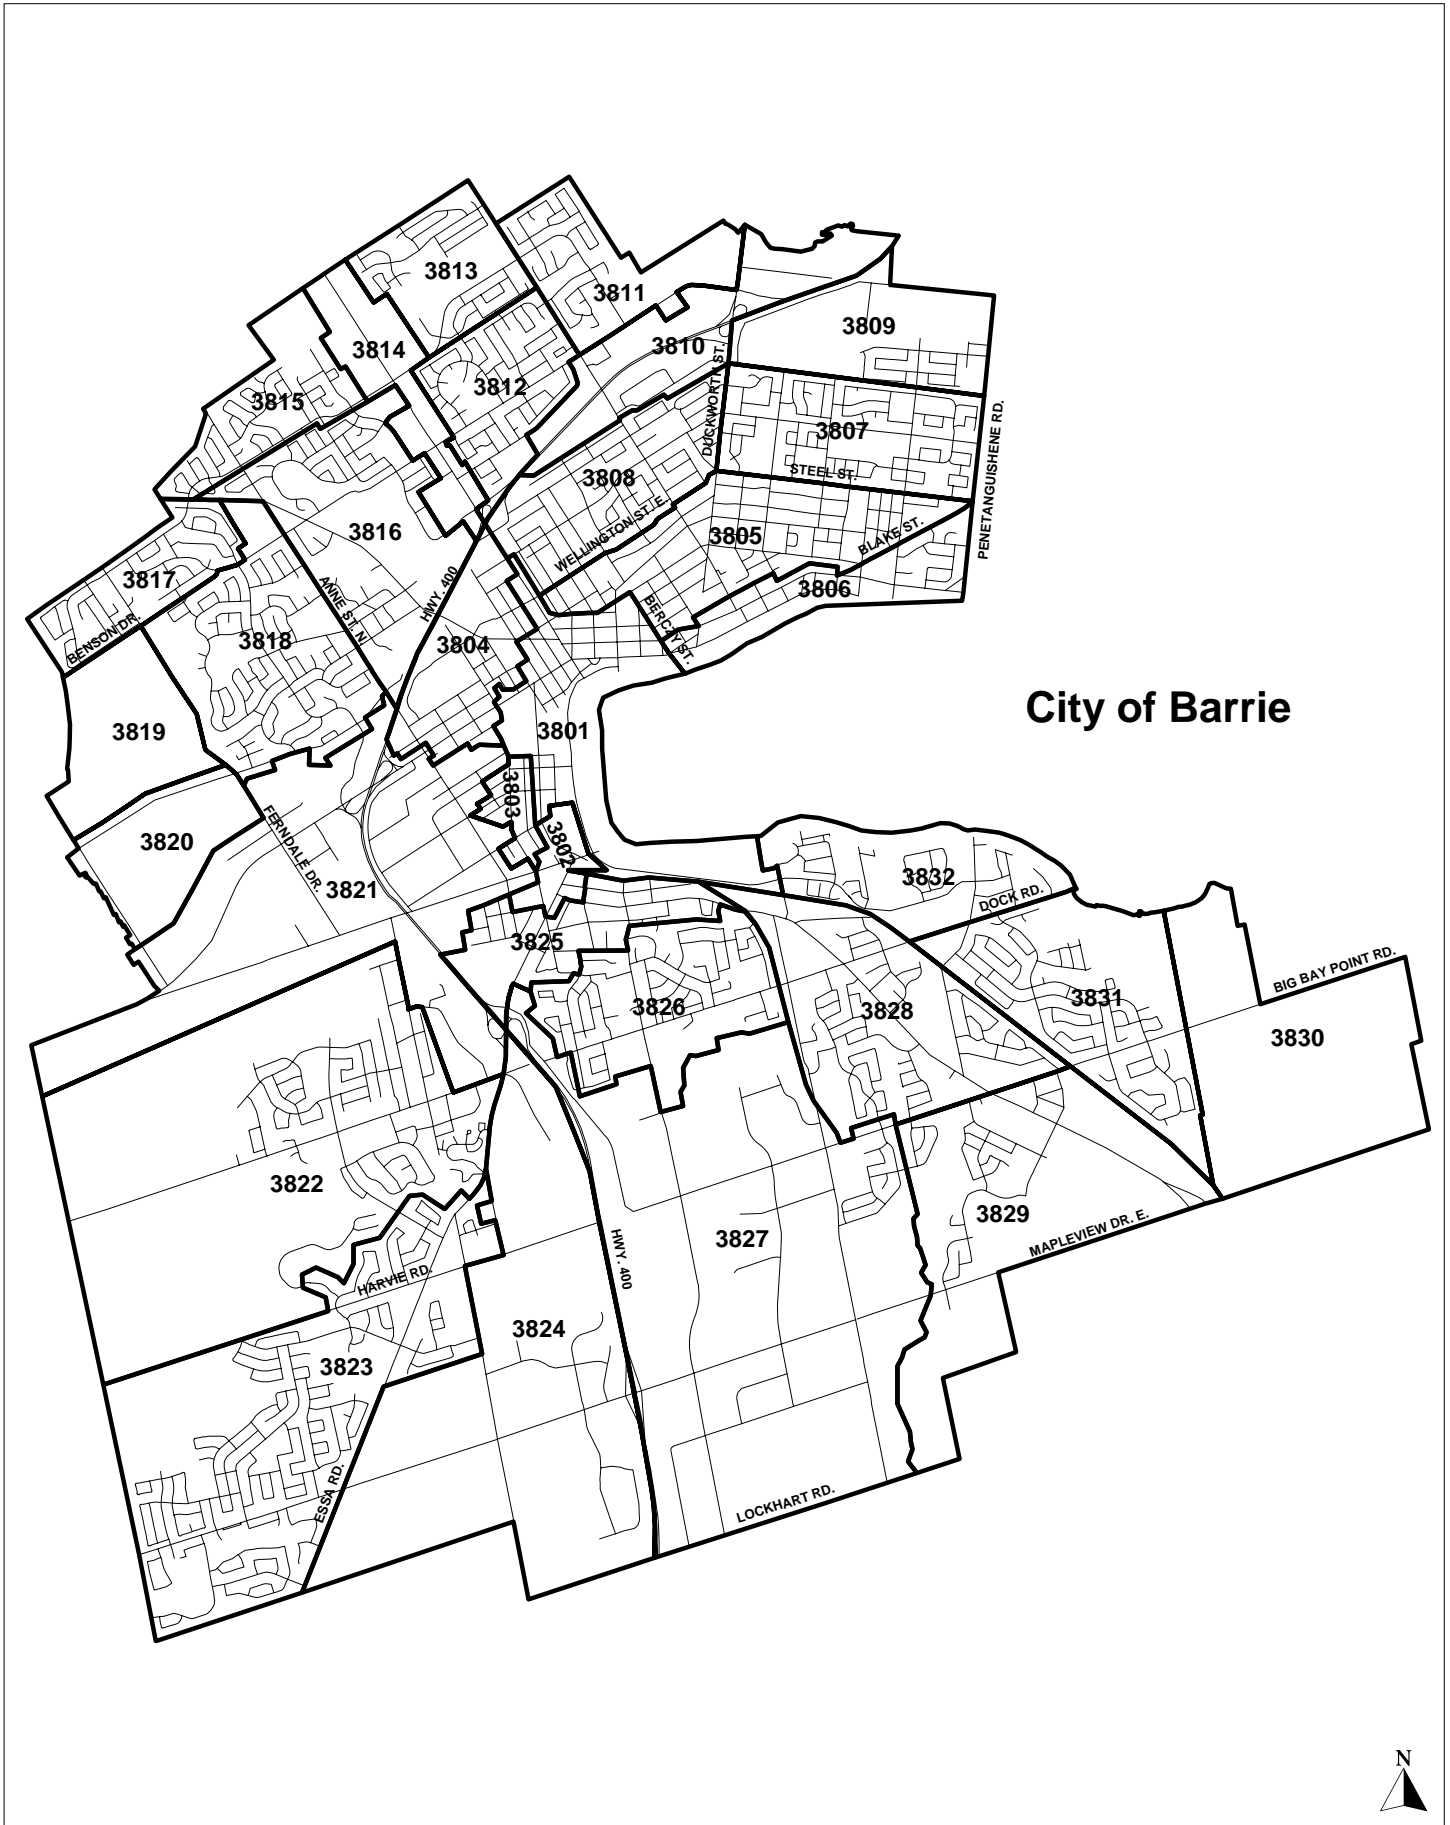 3813
3811
3809
3814
3810
3812
3815
DUCKWORTH ST.
3807
PENETANGUISHENE RD.
STEEL ST.
3808
WELLINGTON ST. E.
3816
3805
BLAKE ST.
3817
ANNE ST. N.
HWY. 400
3806
BENSON DR.
3818
3804
BERCZY ST.
City of Barrie
3819
3801
3803
3820
FERNDALE DR.
3802
3821
3832
DOCK RD.
3825
BIG BAY POINT RD.
3826
3828
3831
3830
3822
3829
MAPLEVIEW DR. E.
3827
HWY. 400
HARVIE RD.
3824
3823
ESSA RD.
LOCKHART RD.
N